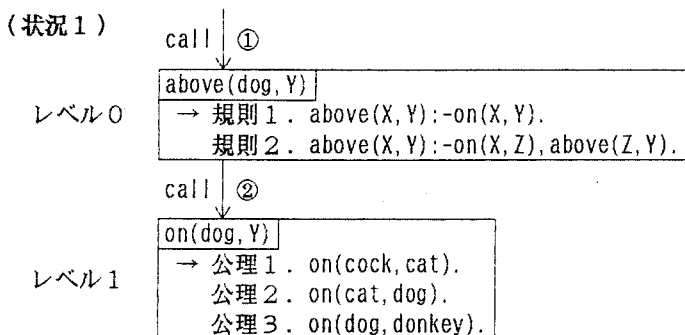 (状況1)
call ①
above(dog,Y)
レベル0
→ 規則1. above(X,Y):-on(X,Y).
規則2. above(X,Y):-on(X,Z),above(Z,Y).
call ②
on(dog,Y)
→ 公理1. on(cock,cat).
レベル1
公理2. on(cat,dog).
公理3. on(dog,donkey).